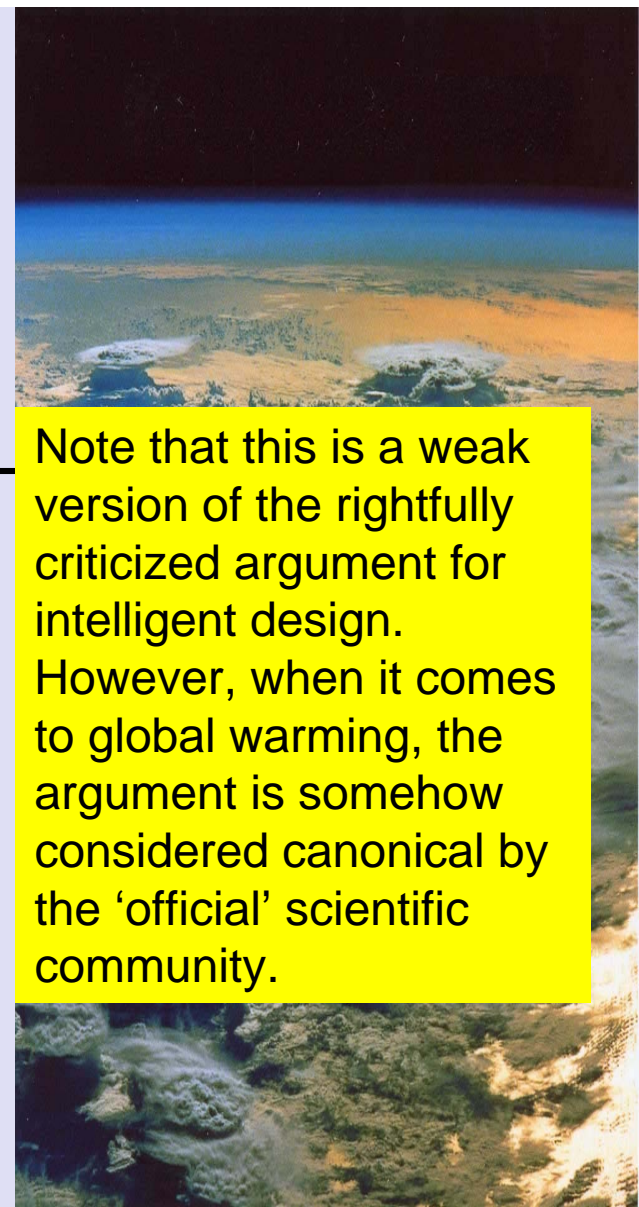 Note that this is a weak
version of the rightfully
criticized argument for
intelligent design.
However, when it comes
to global warming, the
argument is somehow
considered canonical by
the ‘official’ scientific
community.